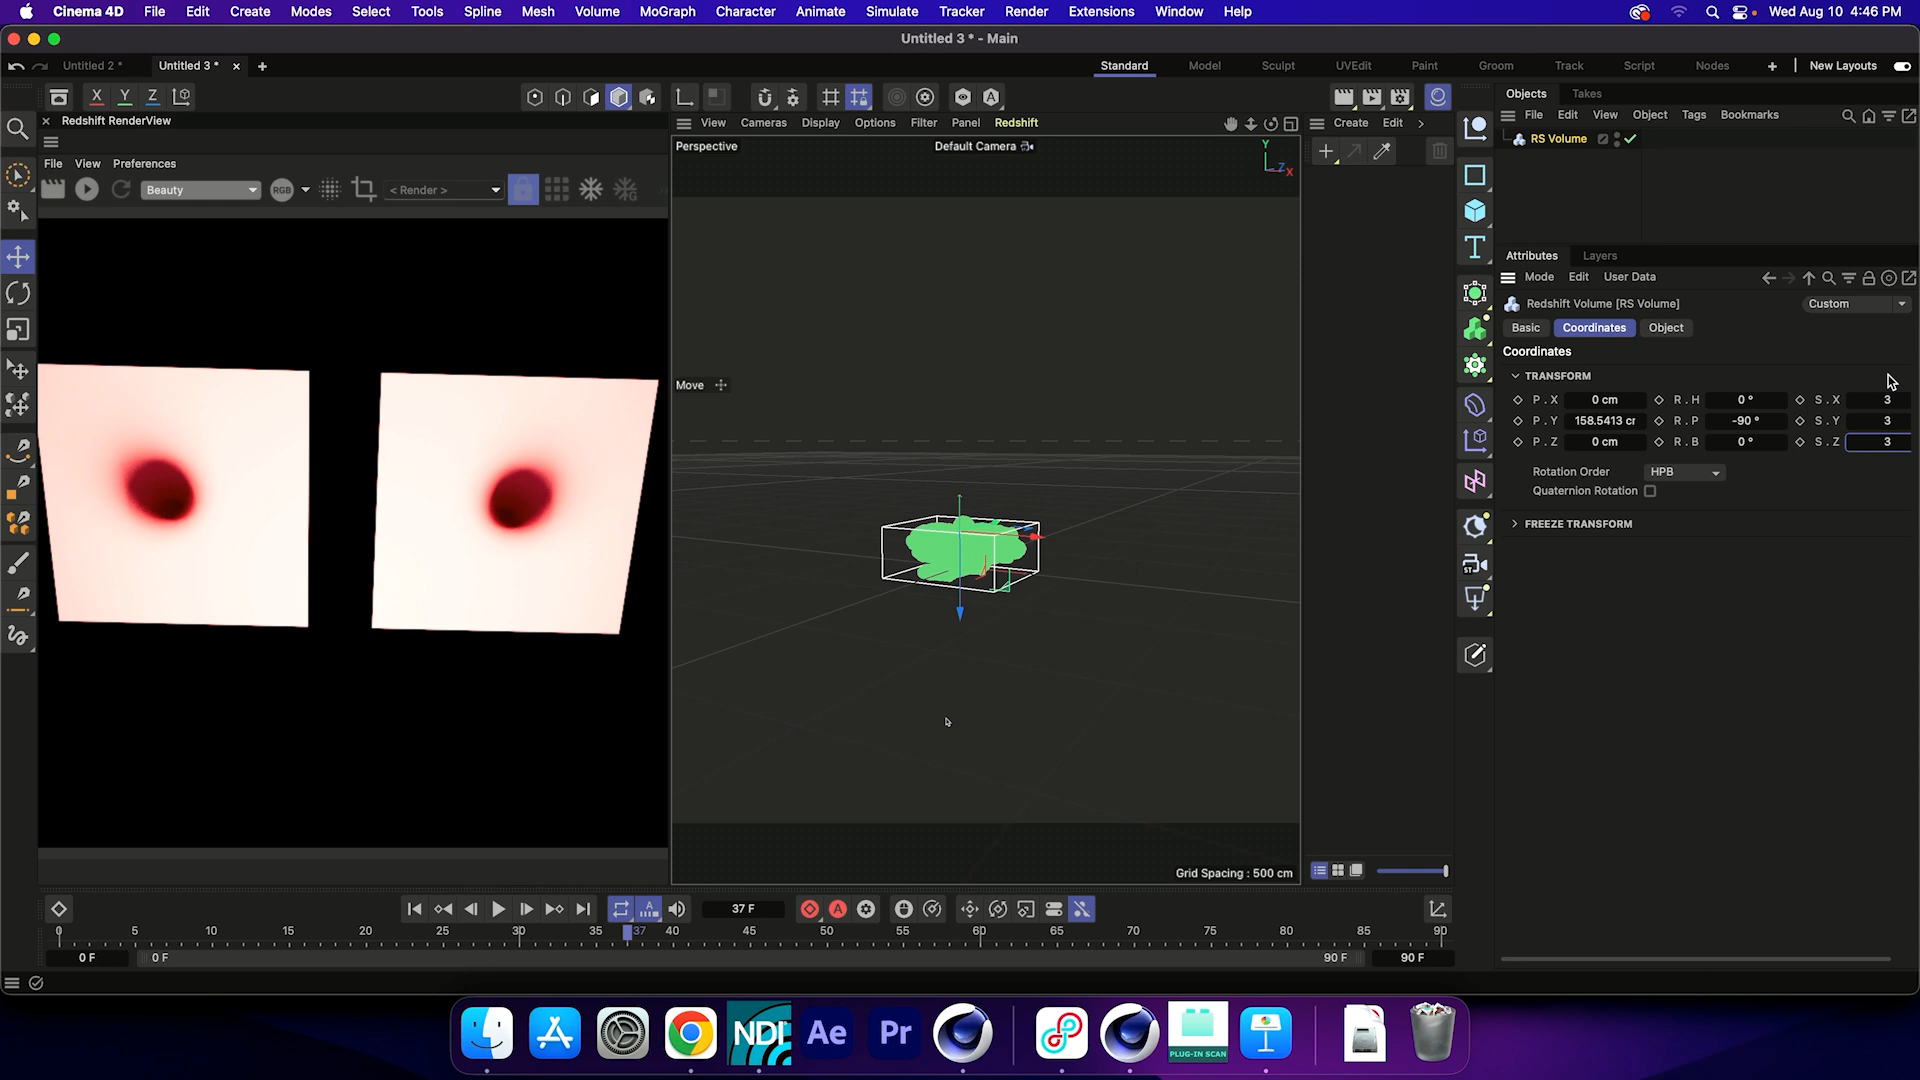 Cinema 4D File Edit Create Modes Select Tools Spline Mesh Volume MoGraph Character Animate Simulate Tracker Render Extensions Window Help Wed Aug 10 4:46 PM
Untitled 3 * - Main
Untitled 2 * Untitled 3 * Standard Model Sculpt UVEdit Paint Groom Track Script Nodes New Layouts
X Y Z
Objects Takes
Redshift RenderView
View Cameras Display Options Filter Panel Redshift
Create Edit
File Edit View Object Tags Bookmarks
Perspective Default Camera
Y
Z
X
RS Volume
File View Preferences
Beauty RGB < Render >
Attributes Layers
Mode Edit User Data
Redshift Volume [RS Volume] Custom
Basic Coordinates Object
Coordinates
TRANSFORM
Move
P . X 0 cm R . H 0 ° S . X 3
P . Y 158.5413 cr R . P -90 ° S . Y 3
P . Z 0 cm R . B 0 ° S . Z 3
Rotation Order HPB
Quaternion Rotation
FREEZE TRANSFORM
ST
Grid Spacing : 500 cm
37 F
0 5 10 15 20 25 30 35 37 40 45 50 55 60 65 70 75 80 85 90
0 F 0 F 90 F 90 F
NDI Ae Pr
PLUG-IN SCAN